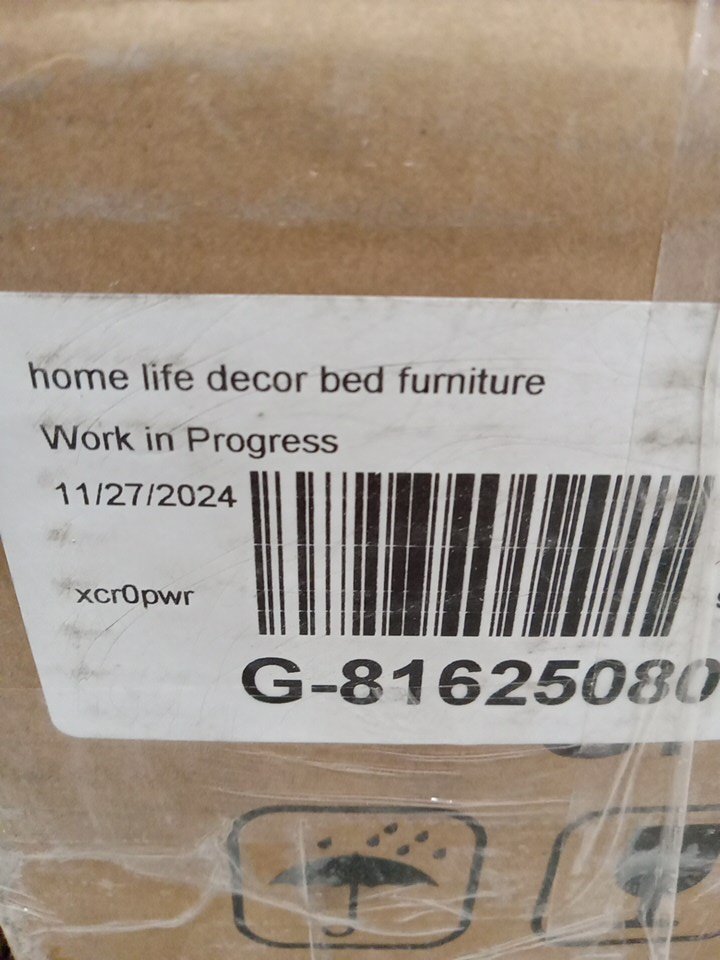 home life decor bed furniture
Work in Progress
11/27/2024
xcr0pwr
G-81625080